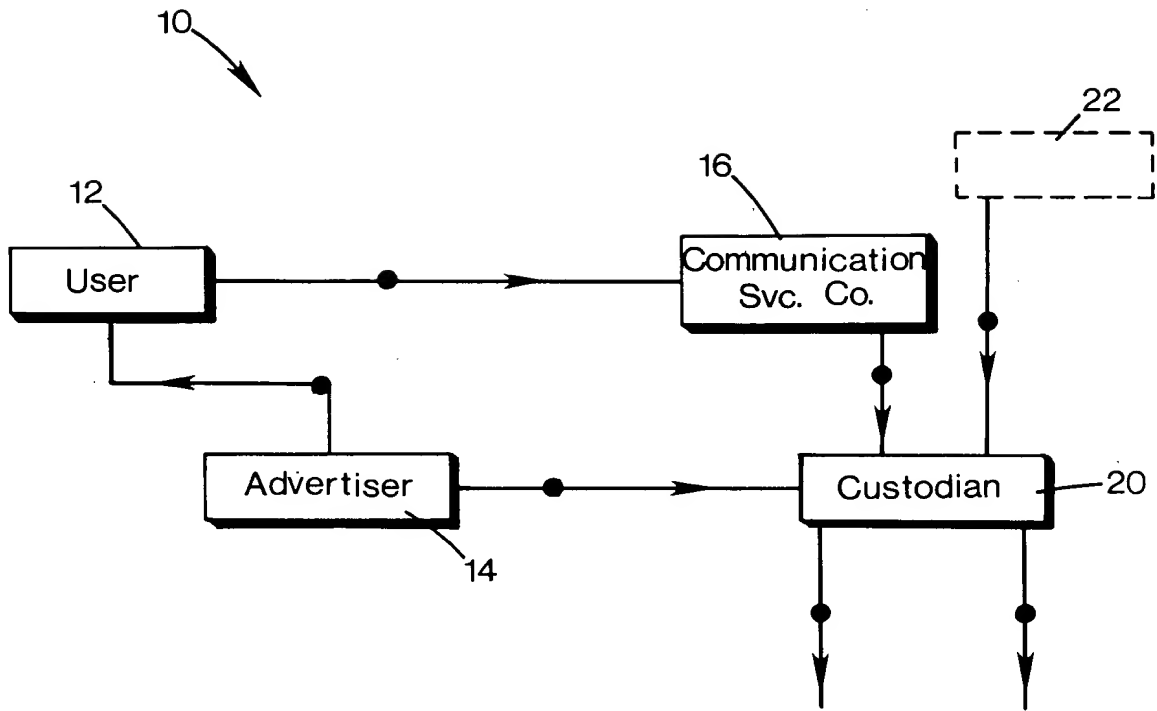 10
22
12
16
User
Communication
Svc. Co.
Advertiser
Custodian
20
14